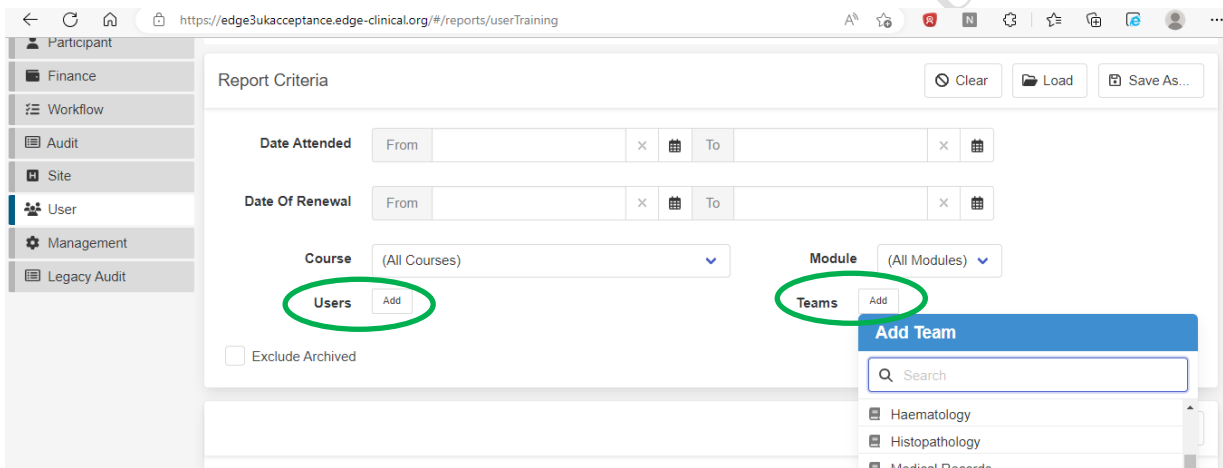 https://edge3ukacceptance.edge-clinical.org/#/reports/userTraining
Participant
Finance
Workflow
Audit
Site
User
Management
Legacy Audit
Report Criteria
Clear
Load
Save As...
Date Attended From To
Date Of Renewal From To
Course (All Courses) Module (All Modules)
Users Add Teams Add
Exclude Archived
Add Team
Search
Haematology
Histopathology
Medical Records